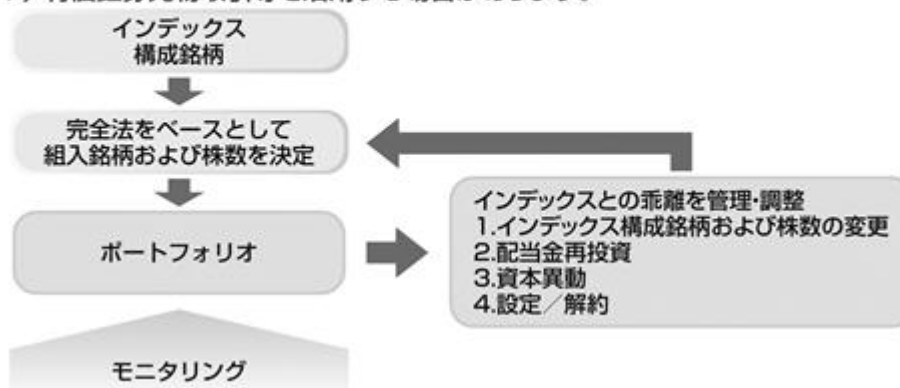 インデックス
構成銘柄
完全法をベースとして
組入銘柄および株数を決定
ポートフォリオ
インデックスとの乖離を管理・調整
1.インデックス構成銘柄および株数の変更
2.配当金再投資
3.資本異動
4.設定／解約
モニタリング